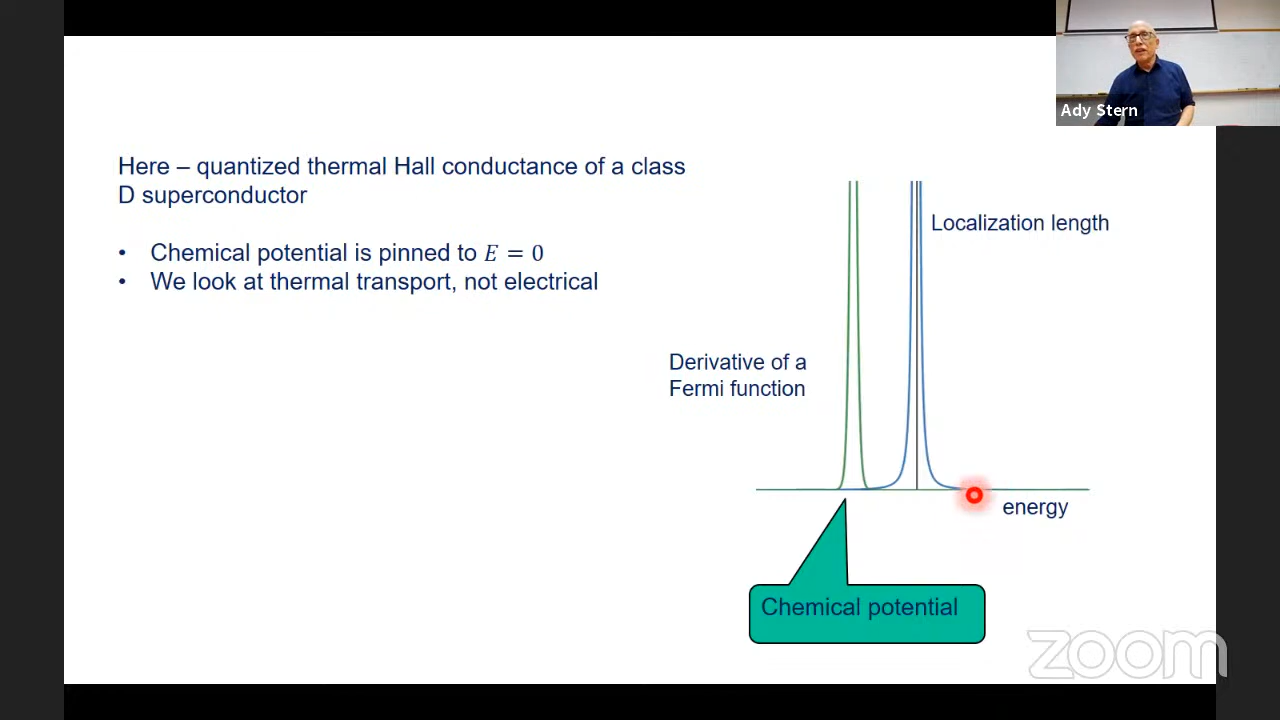 Ady Stern
Here – quantized thermal Hall conductance of a class
D superconductor
• Chemical potential is pinned to E = 0
• We look at thermal transport, not electrical
Localization length
Derivative of a
Fermi function
energy
Chemical potential
zoom